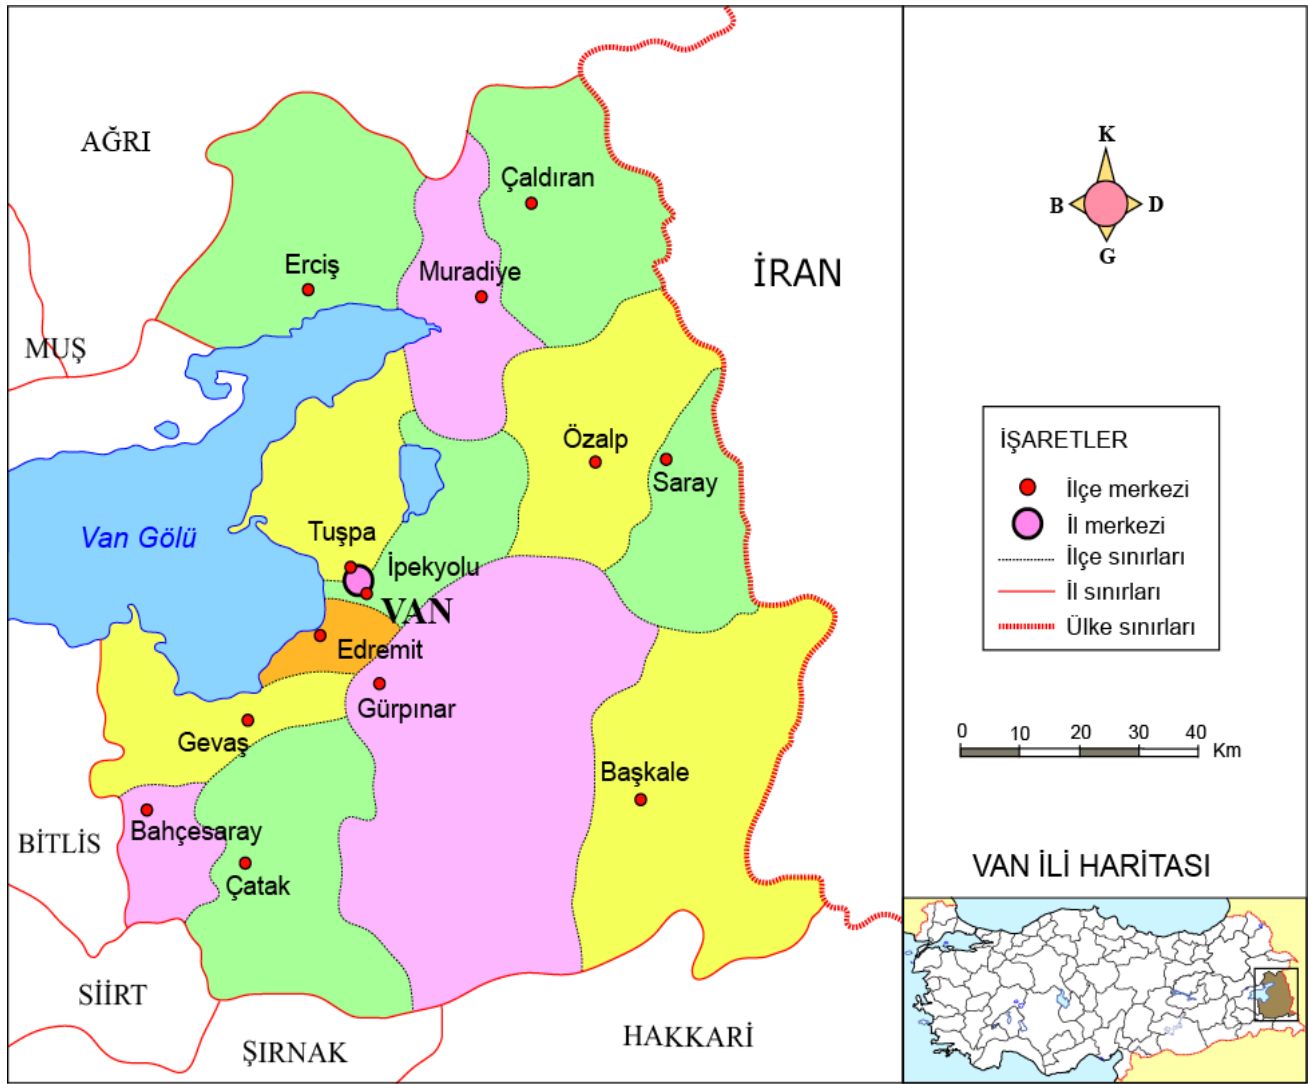 AĞRI
Çaldıran
Erciş
Muradiye
İRAN
MUŞ
Özalp
Saray
Van Gölü
Tuşpa
İpekyolu
VAN
Edremit
Gürpınar
Gevaş
Başkale
Bahçesaray
BİTLİS
Çatak
SİİRT
ŞIRNAK
HAKKARİ
K
B D
G
İŞARETLER
İlçe merkezi
İl merkezi
İlçe sınırları
İl sınırları
Ülke sınırları
0 10 20 30 40 Km
VAN İLİ HARİTASI